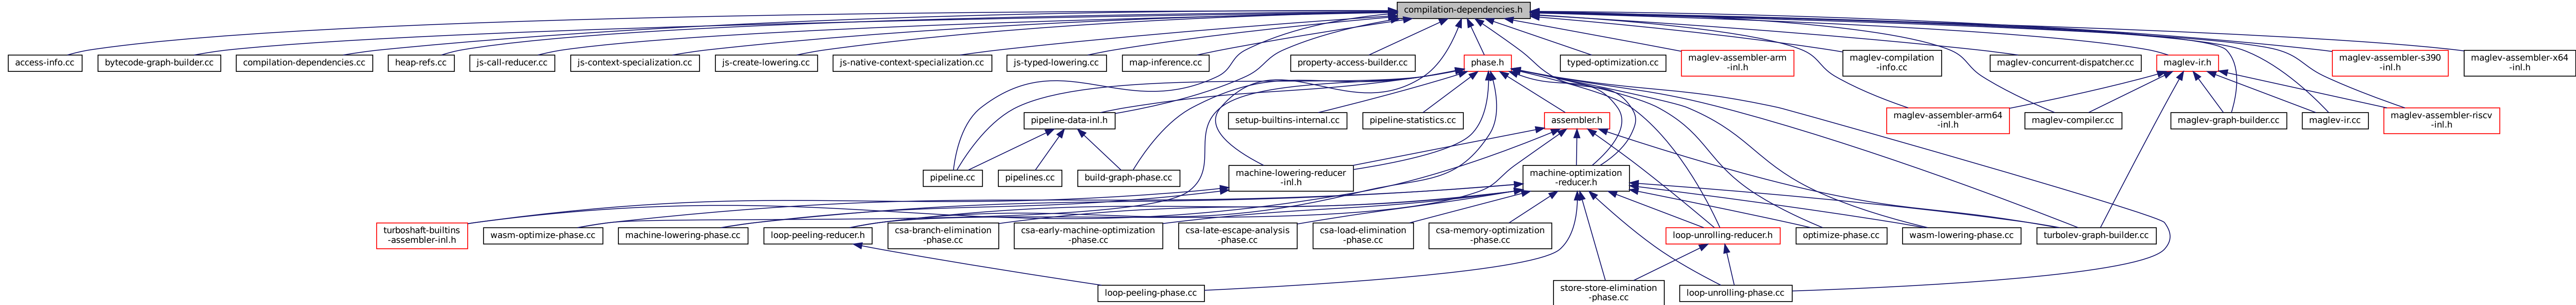 compilation-dependencies.h
access-info.cc
bytecode-graph-builder.cc
compilation-dependencies.cc
heap-refs.cc
js-call-reducer.cc
js-context-specialization.cc
js-create-lowering.cc
js-native-context-specialization.cc
js-typed-lowering.cc
map-inference.cc
property-access-builder.cc
phase.h
typed-optimization.cc
maglev-assembler-arm
-inl.h
maglev-compilation
-info.cc
maglev-concurrent-dispatcher.cc
maglev-ir.h
maglev-assembler-s390
-inl.h
maglev-assembler-x64
-inl.h
pipeline-data-inl.h
setup-builtins-internal.cc
pipeline-statistics.cc
assembler.h
maglev-assembler-arm64
-inl.h
maglev-compiler.cc
maglev-graph-builder.cc
maglev-ir.cc
maglev-assembler-riscv
-inl.h
pipeline.cc
pipelines.cc
build-graph-phase.cc
machine-lowering-reducer
-inl.h
machine-optimization
-reducer.h
turboshaft-builtins
-assembler-inl.h
wasm-optimize-phase.cc
machine-lowering-phase.cc
loop-peeling-reducer.h
csa-branch-elimination
-phase.cc
csa-early-machine-optimization
-phase.cc
csa-late-escape-analysis
-phase.cc
csa-load-elimination
-phase.cc
csa-memory-optimization
-phase.cc
loop-unrolling-reducer.h
optimize-phase.cc
wasm-lowering-phase.cc
turbolev-graph-builder.cc
loop-peeling-phase.cc
store-store-elimination
-phase.cc
loop-unrolling-phase.cc